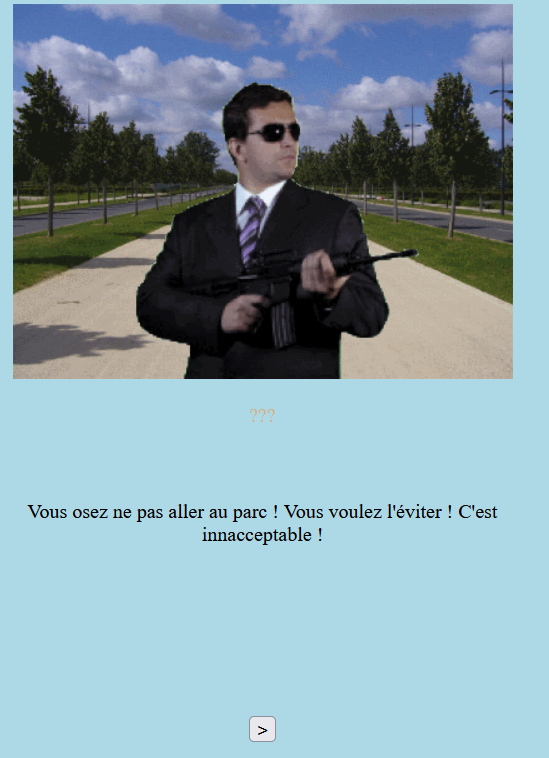 ???
Vous osez ne pas aller au parc ! Vous voulez l'éviter ! C'est
innacceptable !
>